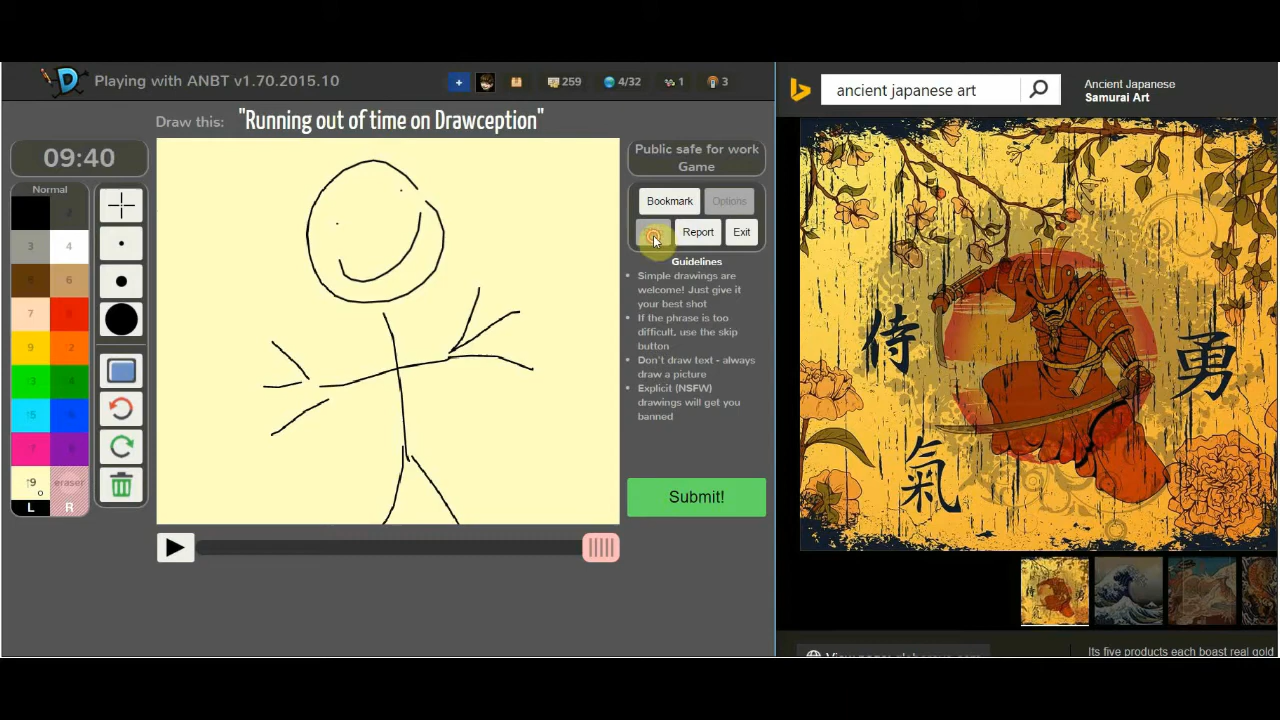 Playing with ANBT v1.70.2015.10
259
4/32
1
3
Draw this: "Running out of time on Drawception"
09:40
Normal
3
4
6
7
8
9
2
eraser
L
R
Public safe for work
Game
Bookmark
Options
Report
Exit
Guidelines
Simple drawings are
welcome! Just give it
your best shot
If the phrase is too
difficult, use the skip
button
Don't draw text - always
draw a picture
Explicit (NSFW)
drawings will get you
banned
Submit!
ancient japanese art
Ancient Japanese
Samurai Art
侍
勇
氣
Its five products each boast real gold